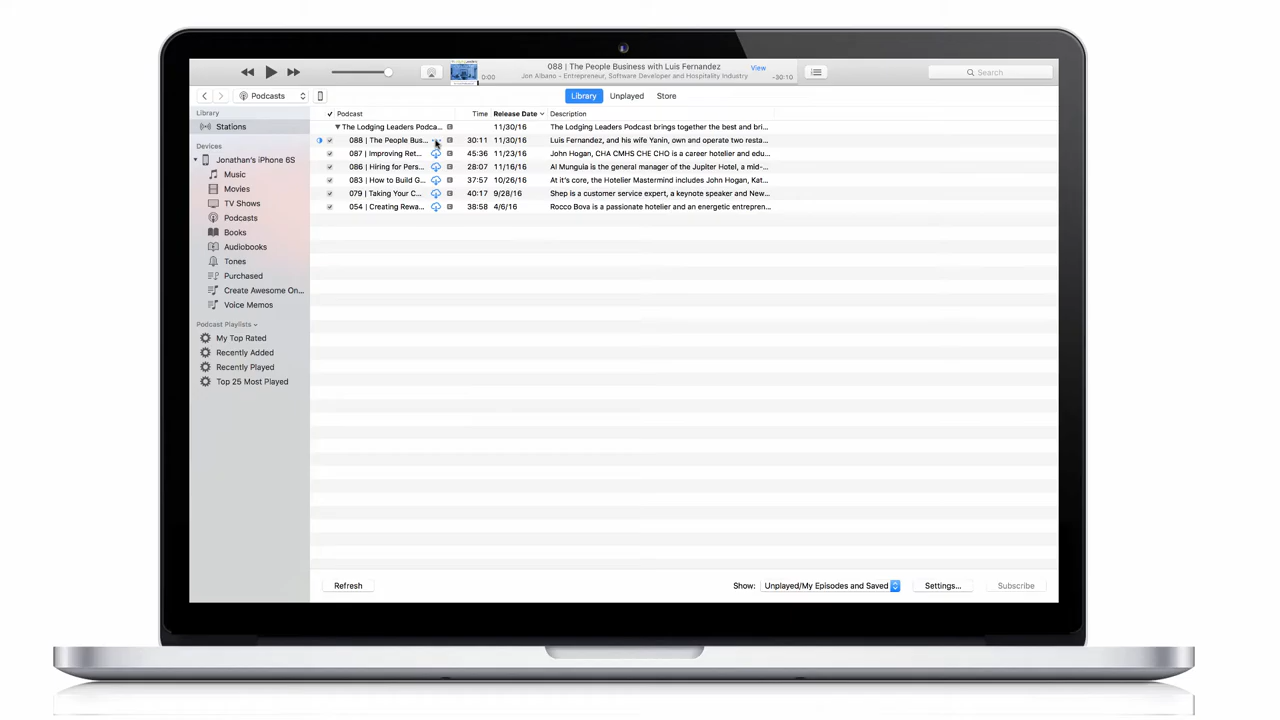 088 | The People Business with Luis Fernandez
View
0:00
Jon Albano - Entrepreneur, Software Developer and Hospitality Industry
-30:10
Search
Podcasts
Library
Unplayed
Store
Library
Stations
Devices
Jonathan's iPhone 6S
Music
Movies
TV Shows
Podcasts
Books
Audiobooks
Tones
Purchased
Create Awesome On...
Voice Memos
Podcast Playlists
My Top Rated
Recently Added
Recently Played
Top 25 Most Played
Podcast Time Release Date Description
The Lodging Leaders Podca... 11/30/16 The Lodging Leaders Podcast brings together the best and bri...
088 | The People Bus... 30:11 11/30/16 Luis Fernandez, and his wife Yanin, own and operate two resta...
087 | Improving Ret... 45:36 11/23/16 John Hogan, CHA CMHS CHE CHO is a career hotelier and edu...
086 | Hiring for Pers... 28:07 11/16/16 Al Munguia is the general manager of the Jupiter Hotel, a mid-...
083 | How to Build G... 37:57 10/26/16 At it's core, the Hotelier Mastermind includes John Hogan, Kat...
079 | Taking Your C... 40:17 9/28/16 Shep is a customer service expert, a keynote speaker and New...
054 | Creating Rewa... 38:58 4/6/16 Rocco Bova is a passionate hotelier and an energetic entrepren...
Refresh
Show: Unplayed/My Episodes and Saved
Settings...
Subscribe